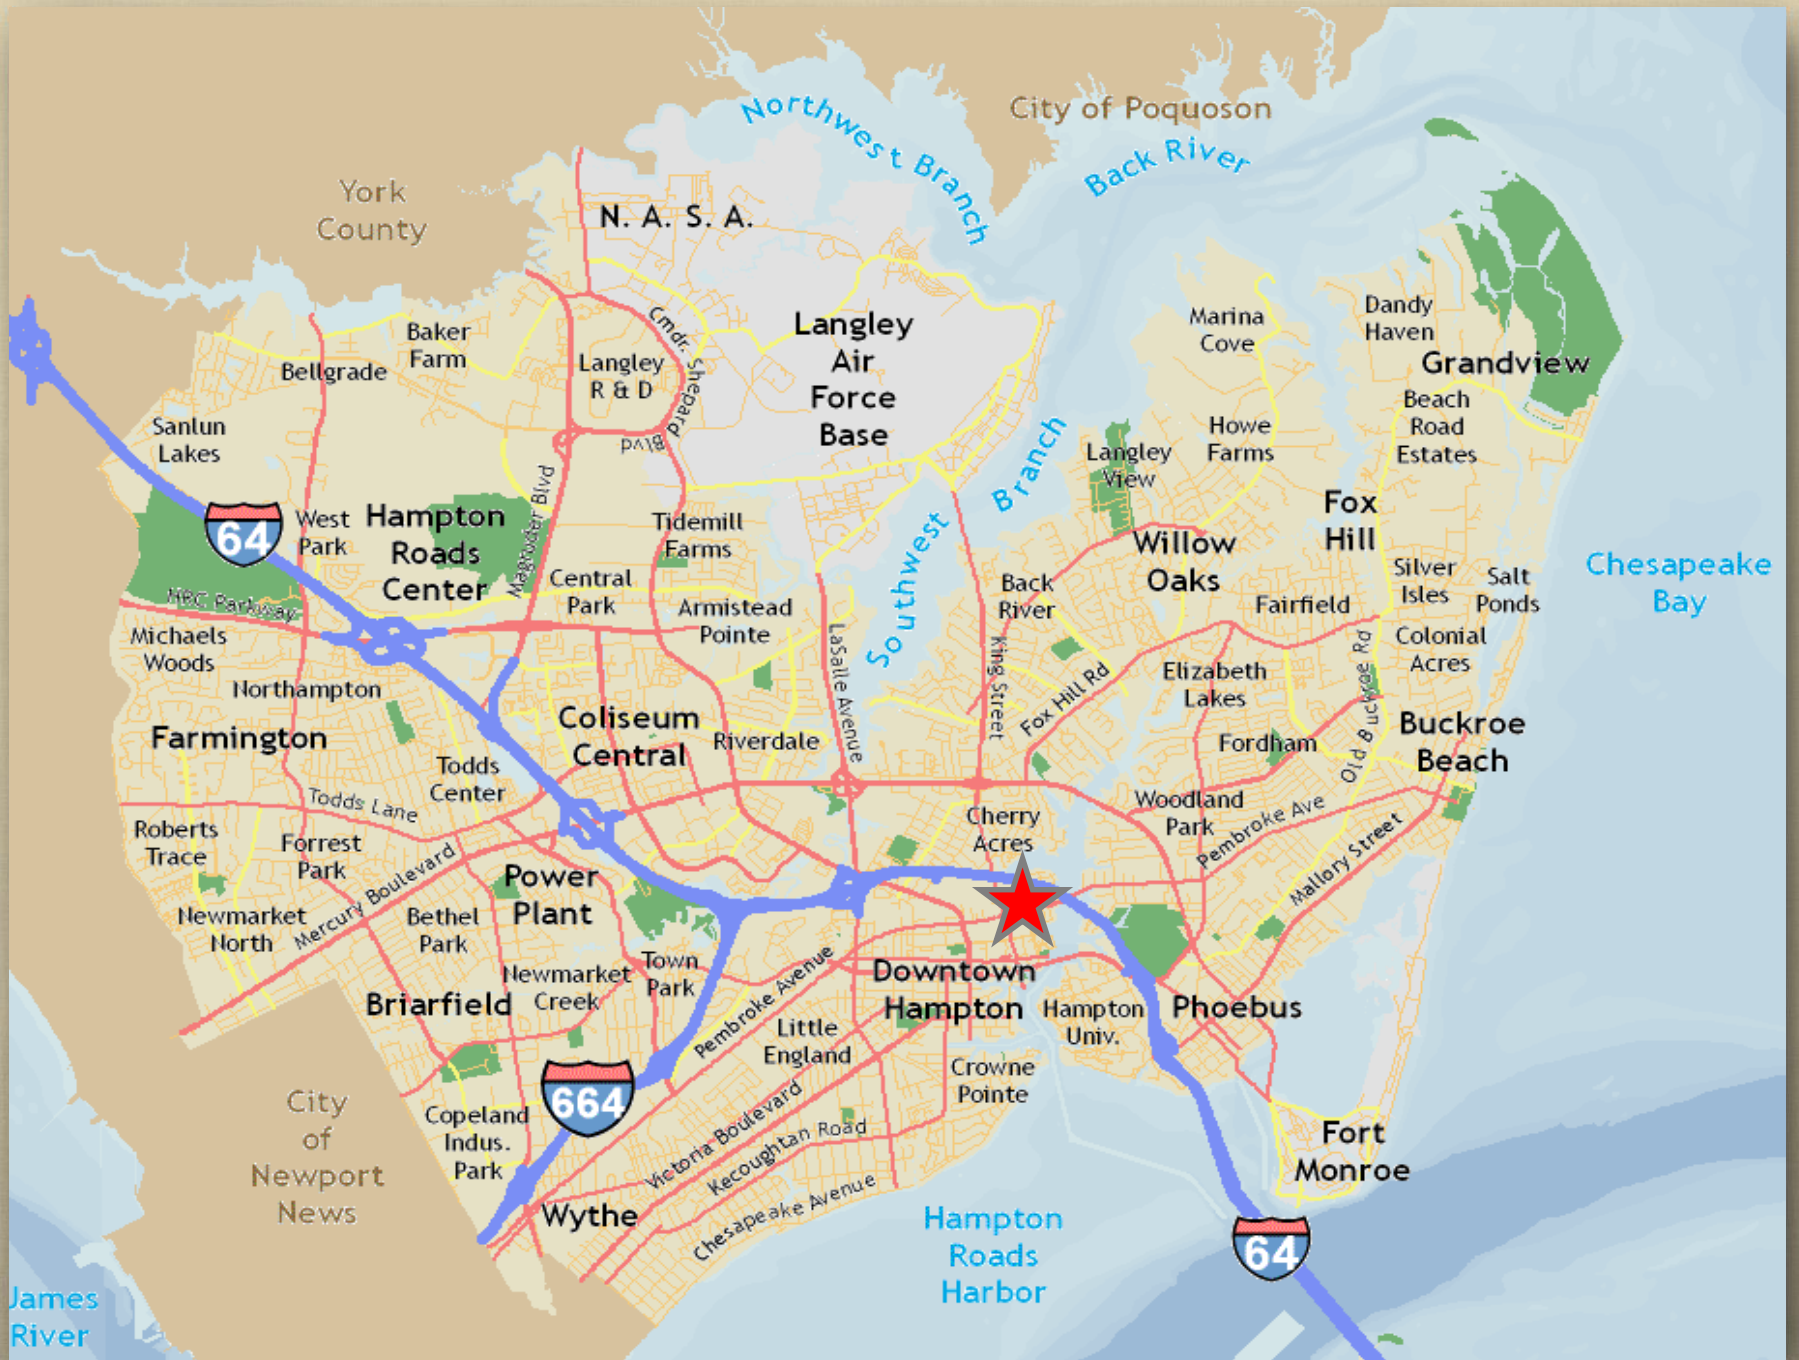 Northwest Branch
City of Poquoson
Back River
York
County
N. A. S. A.
Cmdr. Shepard
Blvd
Langley
Air
Force
Base
Marina
Cove
Dandy
Haven
Grandview
Baker
Farm
Bellgrade
Langley
R & D
Beach
Road
Estates
Sanlun
Lakes
Howe
Farms
Langley
View
Branch
Southwest
Fox
Hill
64
West
Park
Hampton
Roads
Center
Magruder Blvd
Tidemill
Farms
Willow
Oaks
Chesapeake
Bay
Silver
Isles
Salt
Ponds
Back
River
Fairfield
Central
Park
Armistead
Pointe
HRC Parkway
Michaels
Woods
Colonial
Acres
LaSalle Avenue
King Street
Fox Hill Rd
Elizabeth
Lakes
Old Buckroe Rd
Northampton
Farmington
Coliseum
Central
Riverdale
Fordham
Buckroe
Beach
Todds
Center
Todds Lane
Woodland
Park
Pembroke Ave
Mallory Street
Cherry
Acres
Roberts
Trace
Forrest
Park
Mercury Boulevard
Power
Plant
Newmarket
North
Bethel
Park
Newmarket
Creek
Town
Park
Pembroke Avenue
Downtown
Hampton
Briarfield
Hampton
Univ.
Phoebus
Little
England
Crowne
Pointe
664
City
of
Newport
News
Copeland
Indus.
Park
Victoria Boulevard
Kecoughtan Road
Chesapeake Avenue
Wythe
Fort
Monroe
Hampton
Roads
Harbor
64
James
River